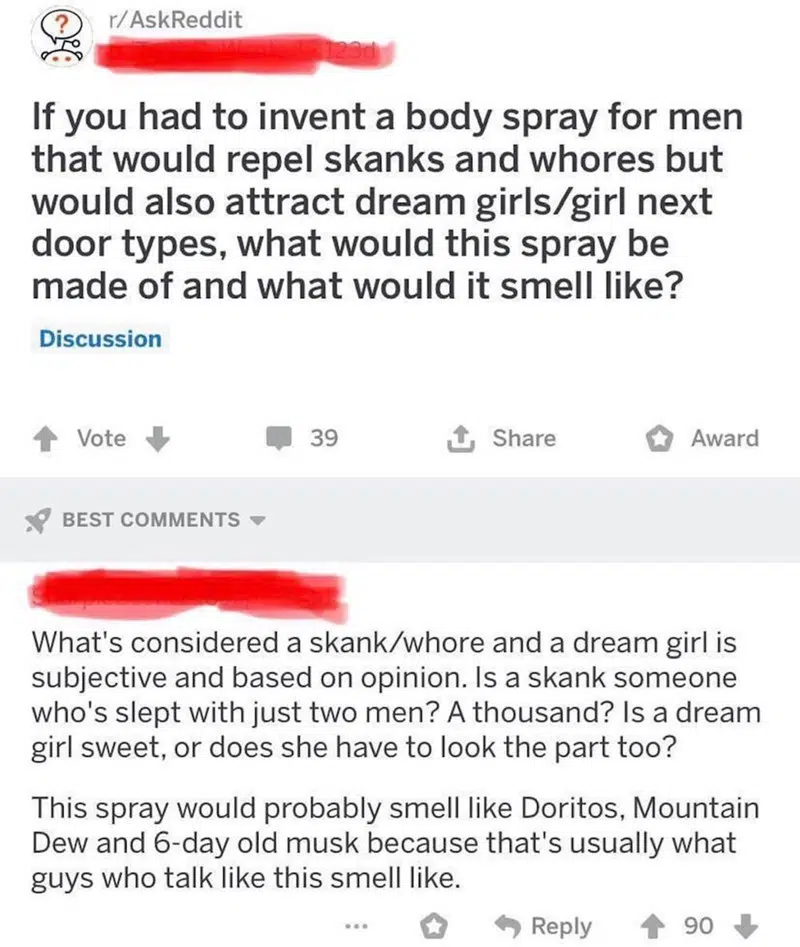 r/AskReddit
If you had to invent a body spray for men
that would repel skanks and whores but
would also attract dream girls/girl next
door types, what would this spray be
made of and what would it smell like?
Discussion
Vote
39
Share
Award
BEST COMMENTS
What's considered a skank/whore and a dream girl is
subjective and based on opinion. Is a skank someone
who's slept with just two men? A thousand? Is a dream
girl sweet, or does she have to look the part too?
This spray would probably smell like Doritos, Mountain
Dew and 6-day old musk because that's usually what
guys who talk like this smell like.
Reply
90